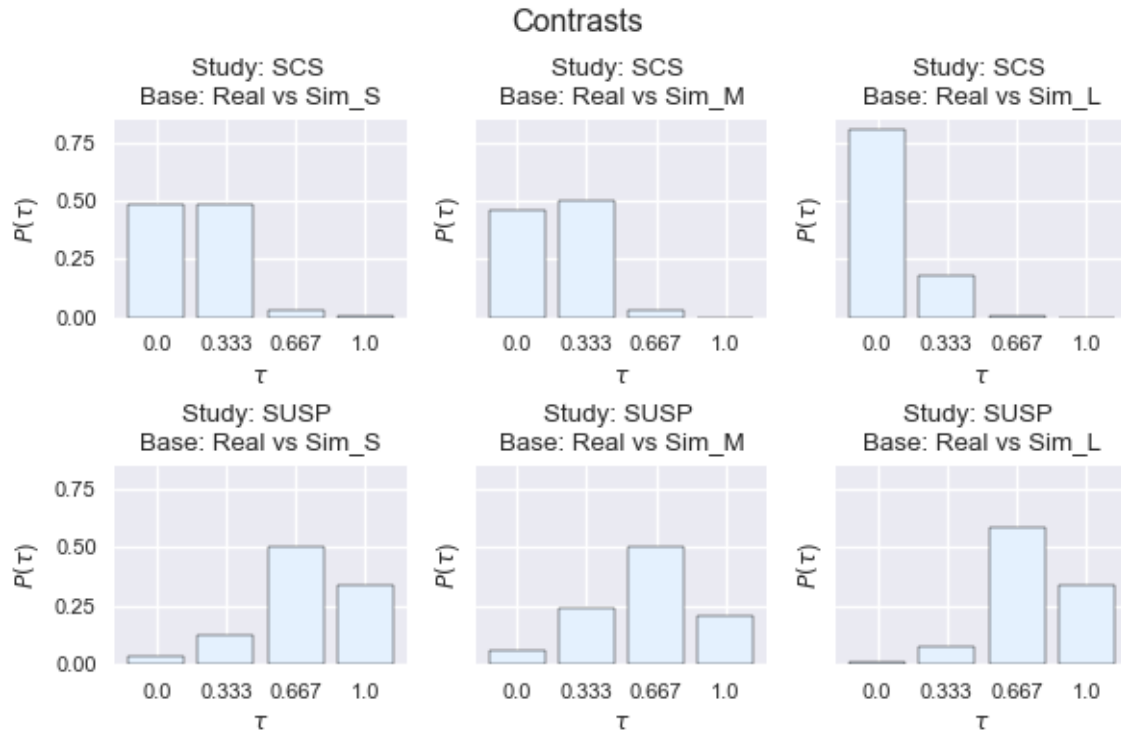 Contrasts
Study: SCS
Base: Real vs Sim_S
Study: SCS
Base: Real vs Sim_M
Study: SCS
Base: Real vs Sim_L
P(τ)
0.75
0.50
0.25
0.00
0.0 0.333 0.667 1.0
τ
P(τ)
0.0 0.333 0.667 1.0
τ
P(τ)
0.0 0.333 0.667 1.0
τ
Study: SUSP
Base: Real vs Sim_S
Study: SUSP
Base: Real vs Sim_M
Study: SUSP
Base: Real vs Sim_L
P(τ)
0.75
0.50
0.25
0.00
0.0 0.333 0.667 1.0
τ
P(τ)
0.0 0.333 0.667 1.0
τ
P(τ)
0.0 0.333 0.667 1.0
τ